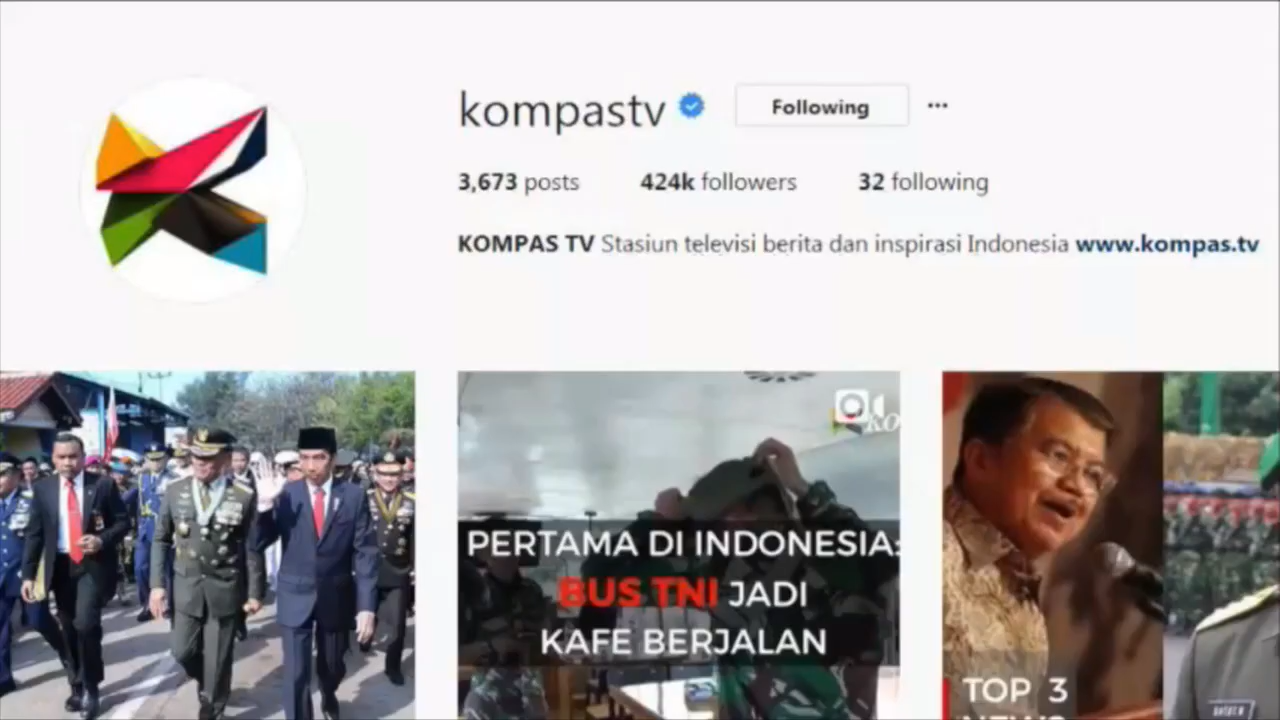 kompastv
Following
3,673 posts 424k followers 32 following
KOMPAS TV Stasiun televisi berita dan inspirasi Indonesia www.kompas.tv
PERTAMA DI INDONESIA:
BUS TNI JADI
KAFE BERJALAN
TOP 3
NEWS